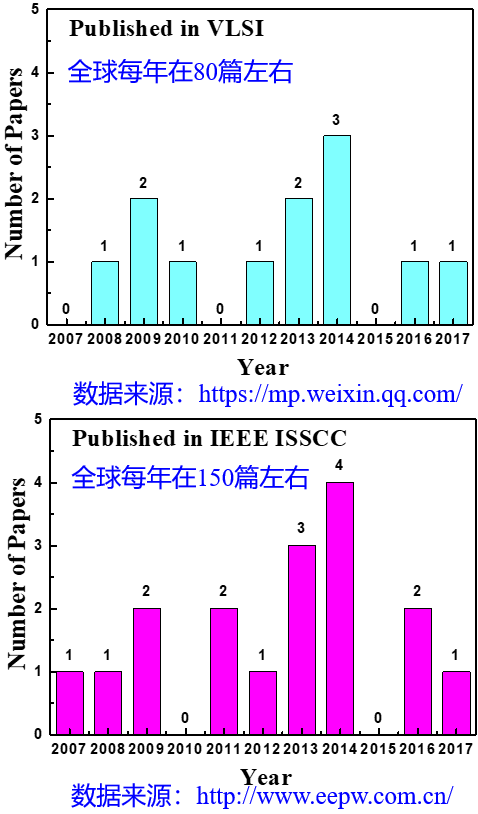 Published in VLSI
全球每年在80篇左右
Number of Papers
5
4
3
2
1
0
0 1 2 1 0 1 2 3 0 1 1
2007 2008 2009 2010 2011 2012 2013 2014 2015 2016 2017
Year
数据来源：https://mp.weixin.qq.com/
Published in IEEE ISSCC
全球每年在150篇左右
Number of Papers
5
4
3
2
1
0
1 1 2 0 2 1 3 4 0 2 1
2007 2008 2009 2010 2011 2012 2013 2014 2015 2016 2017
Year
数据来源：http://www.eepw.com.cn/